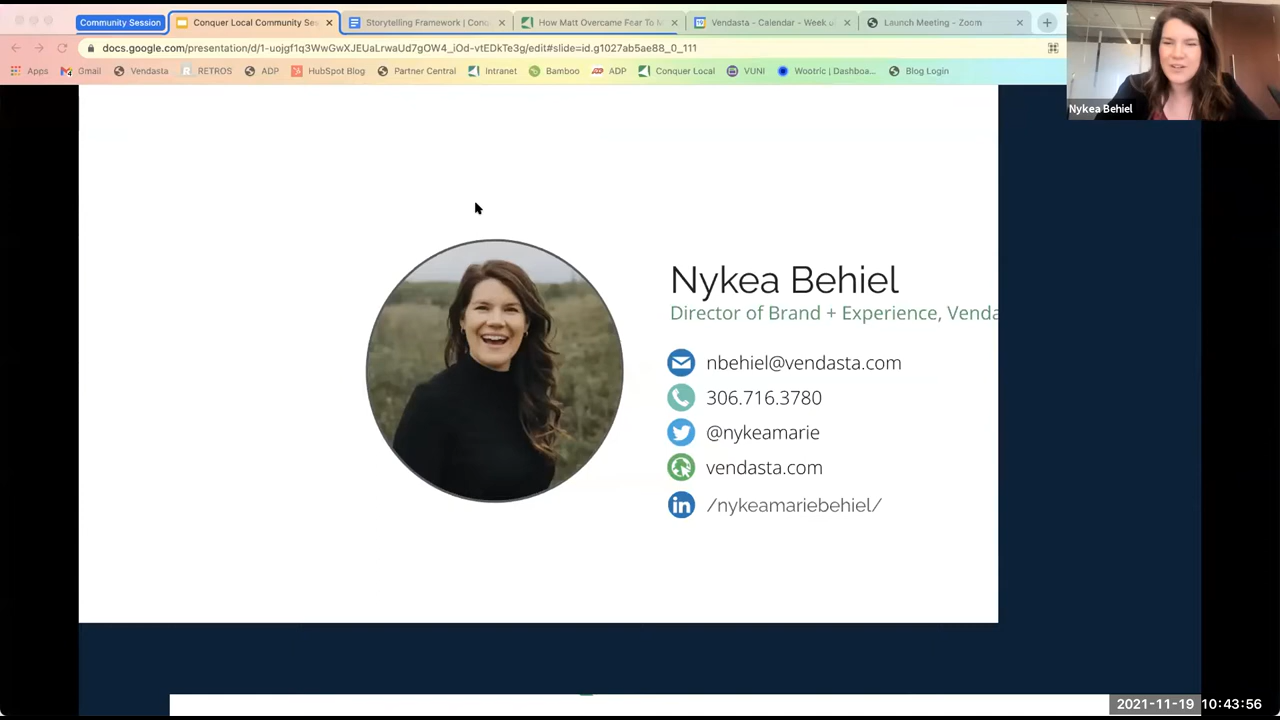 Community Session
Conquer Local Community Ses
Storytelling Framework | Conq
How Matt Overcame Fear To M
Vendasta - Calendar - Week o
Launch Meeting - Zoom
docs.google.com/presentation/d/1-uojgf1q3WwGwXJEUaLrwaUd7gOW4_iOd-vtEDkTe3g/edit#slide=id.g1027ab5ae88_0_111
Apps
Gmail
Vendasta
RETROS
ADP
HubSpot Blog
Partner Central
Intranet
Bamboo
ADP
Conquer Local
VUNI
Wootric | Dashboa...
Blog Login
Nykea Behiel
Nykea Behiel
Director of Brand + Experience, Venda
nbehiel@vendasta.com
306.716.3780
@nykeamarie
vendasta.com
/nykeamariebehiel/
2021-11-19 10:43:56